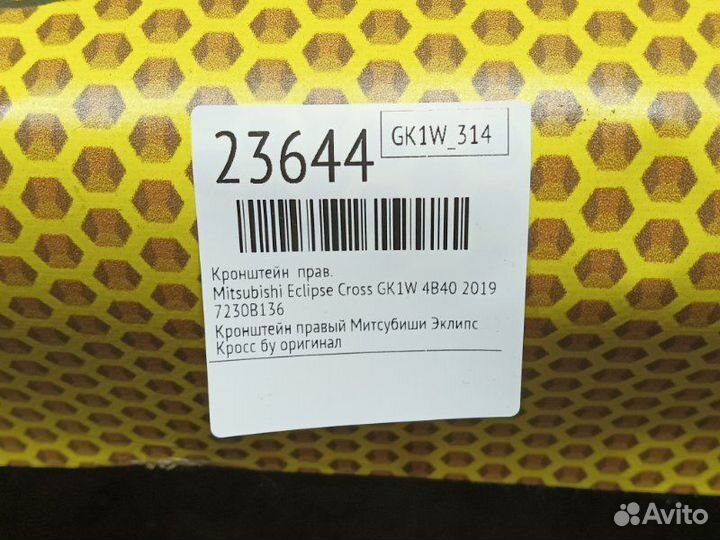 23644
GK1W_314
Кронштейн прав.
Mitsubishi Eclipse Cross GK1W 4B40 2019
7230B136
Кронштейн правый Митсубиши Эклипс
Кросс бу оригинал
Avito